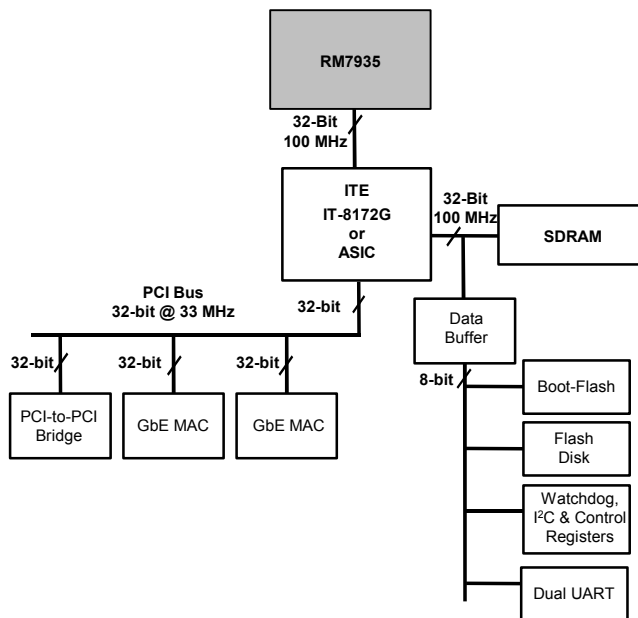 RM7935
32-Bit
100 MHz
ITE
IT-8172G
or
ASIC
32-Bit
100 MHz
SDRAM
PCI Bus
32-bit @ 33 MHz
32-bit
Data
Buffer
32-bit
32-bit
32-bit
8-bit
PCI-to-PCI
Bridge
GbE MAC
GbE MAC
Boot-Flash
Flash
Disk
Watchdog,
I²C & Control
Registers
Dual UART